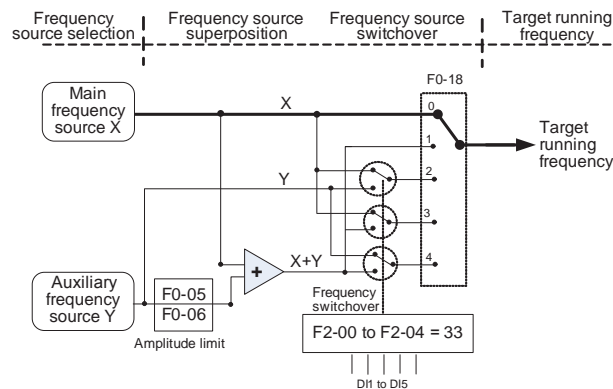 Frequency source selection
Frequency source superposition
Frequency source switchover
Target running frequency
F0-18
Main frequency source X
X
0
1
Target running frequency
Y
2
3
X+Y
4
+
Auxiliary frequency source Y
F0-05
F0-06
Amplitude limit
Frequency switchover
F2-00 to F2-04 = 33
DI1 to DI5